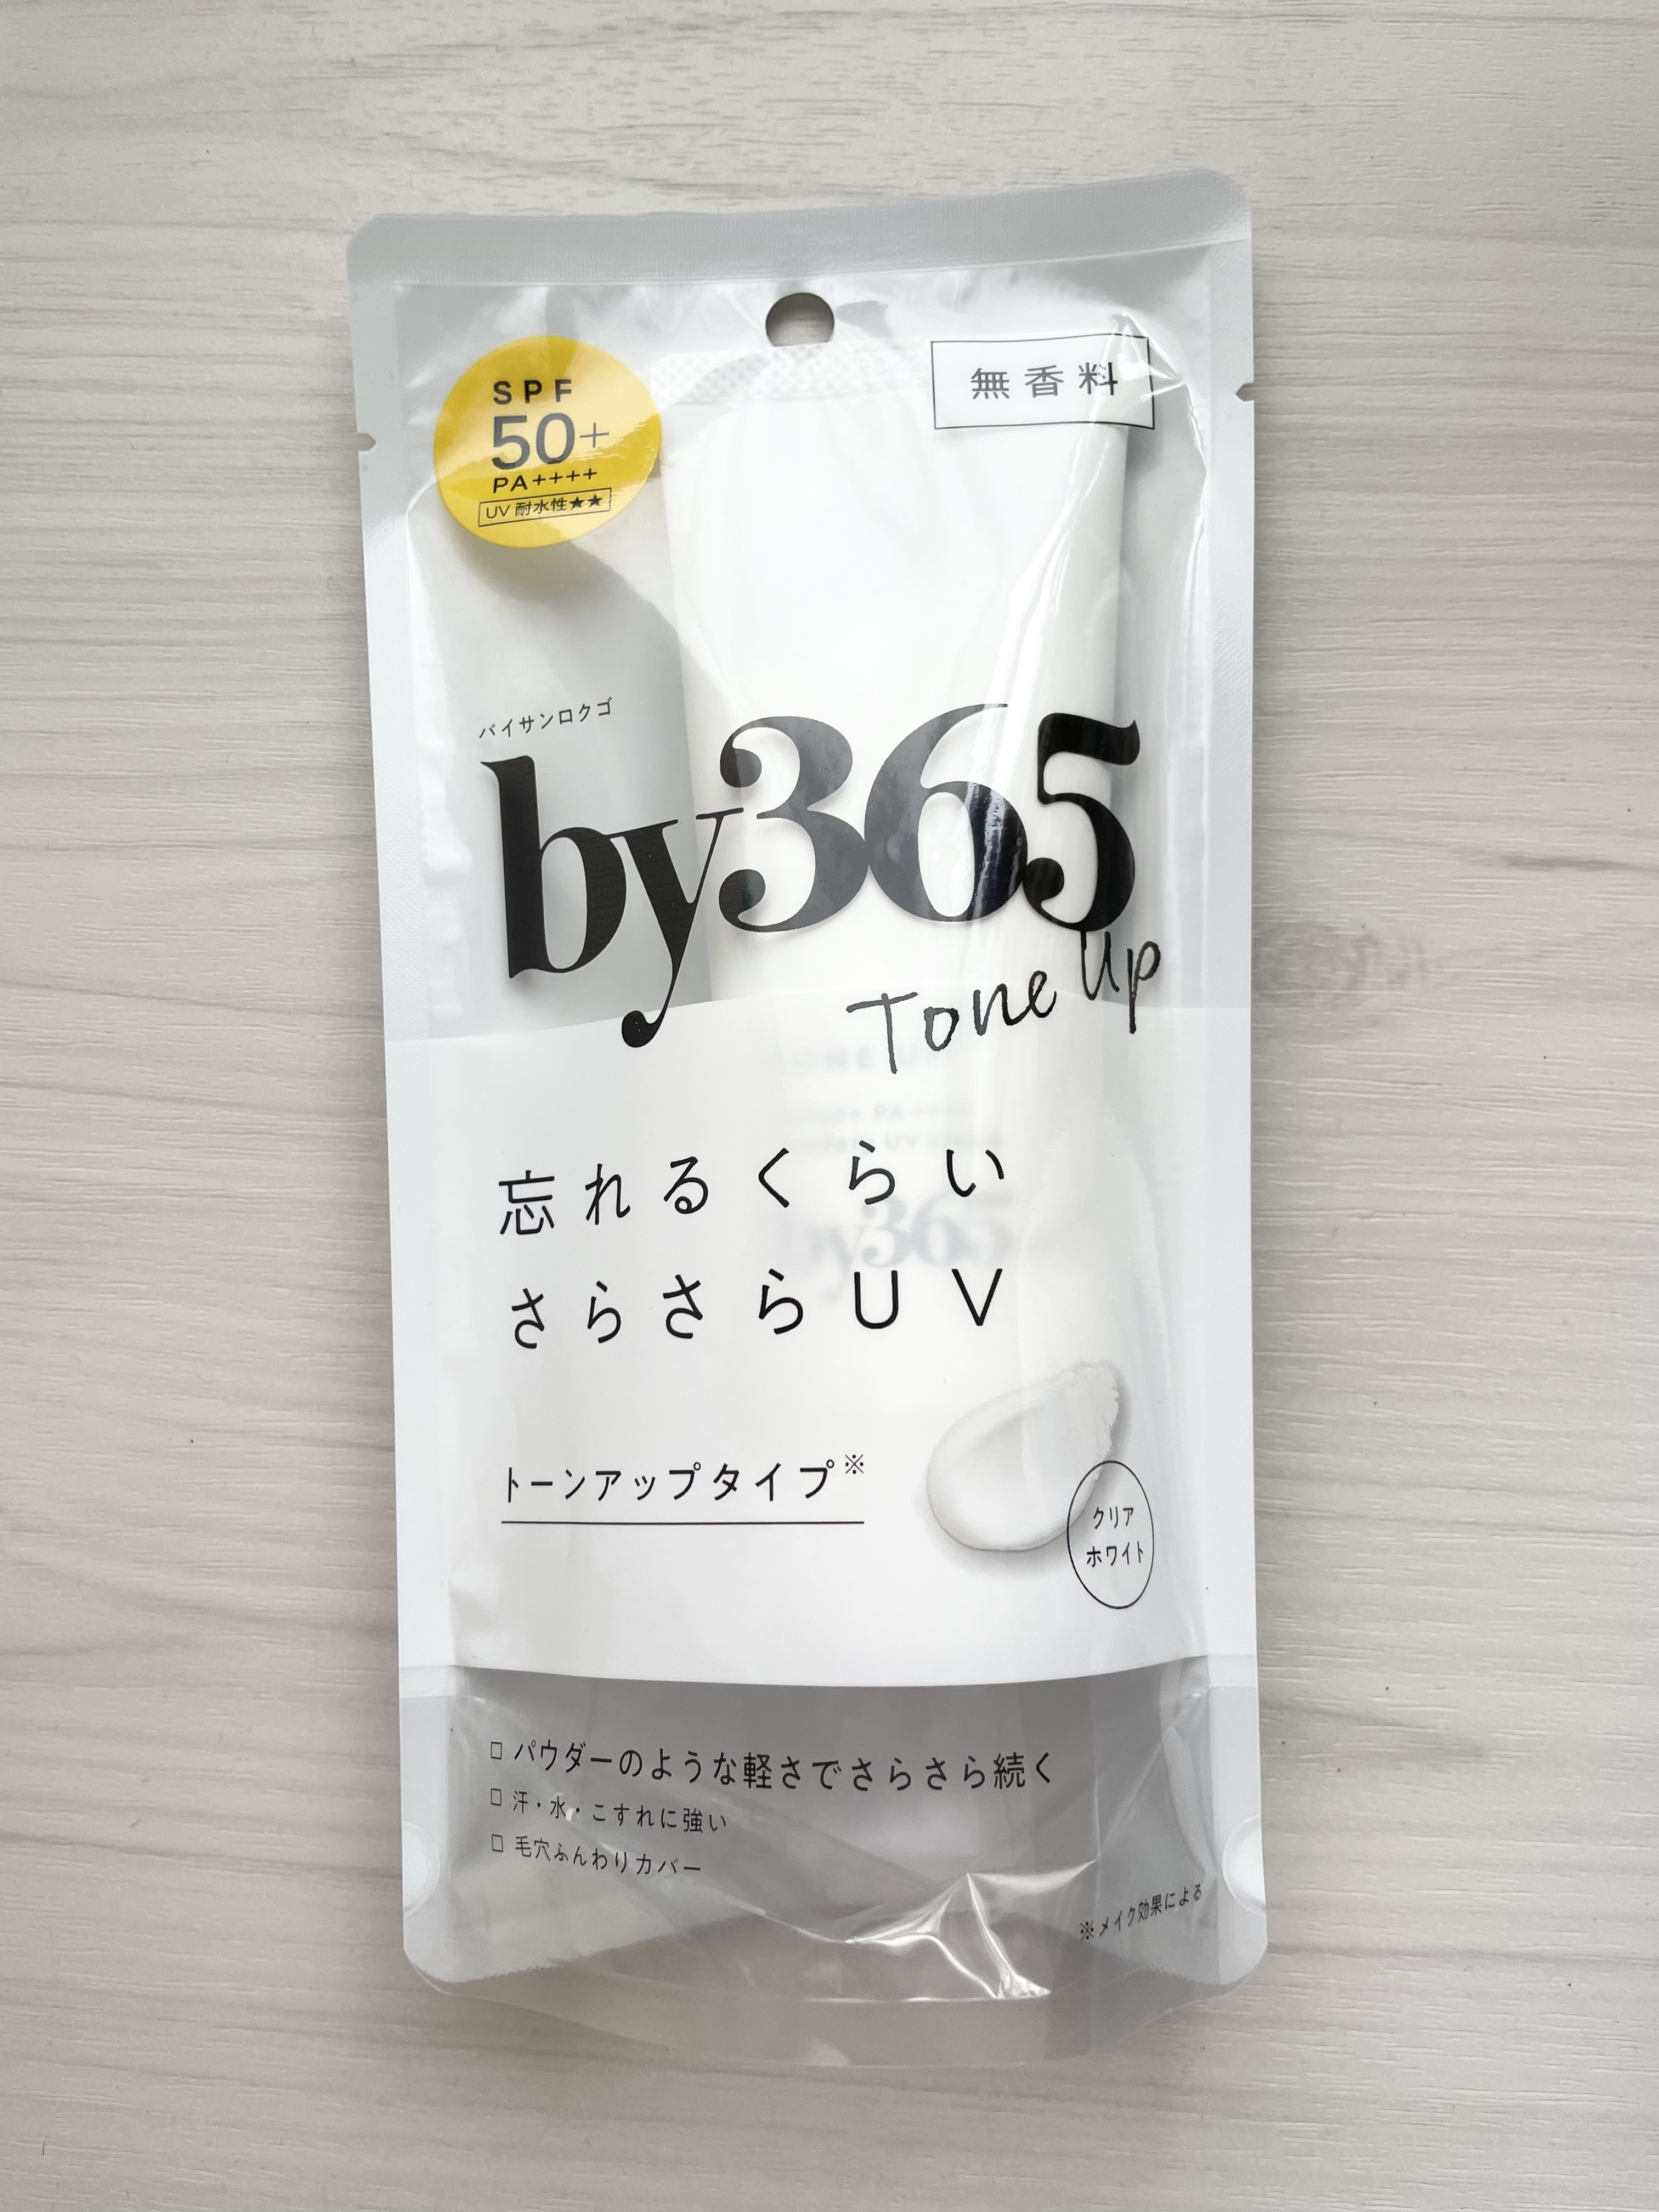 SPF
50+
PA++++
UV 耐水性★★
無香料
バイサンロクゴ
by365
Tone Up
忘れるくらい
さらさらUV
by365
トーンアップタイプ※
クリア
ホワイト
□ パウダーのような軽さでさらさら続く
□ 汗・水・こすれに強い
□ 毛穴ふんわりカバー
※メイク効果による